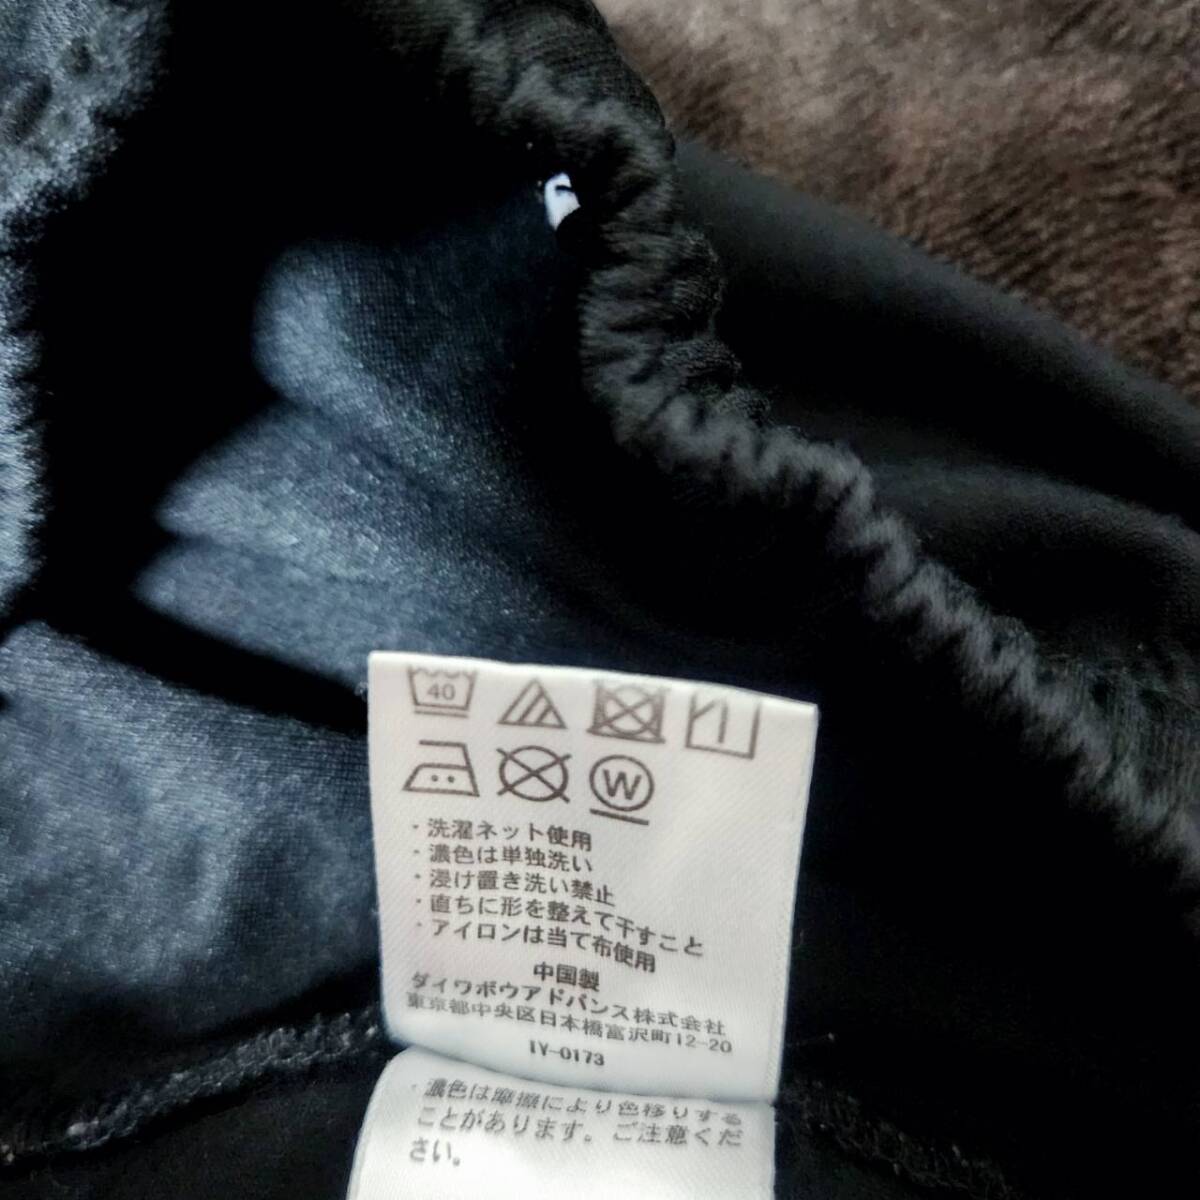 40
W
・洗濯ネット使用
・濃色は単独洗い
・浸け置き洗い禁止
・直ちに形を整えて干すこと
・アイロンは当て布使用
中国製
ダイワボウアドバンス株式会社
東京都中央区日本橋富沢町12-20
IY-0173
・濃色は摩擦により色移りする
ことがあります。ご注意くだ
さい。